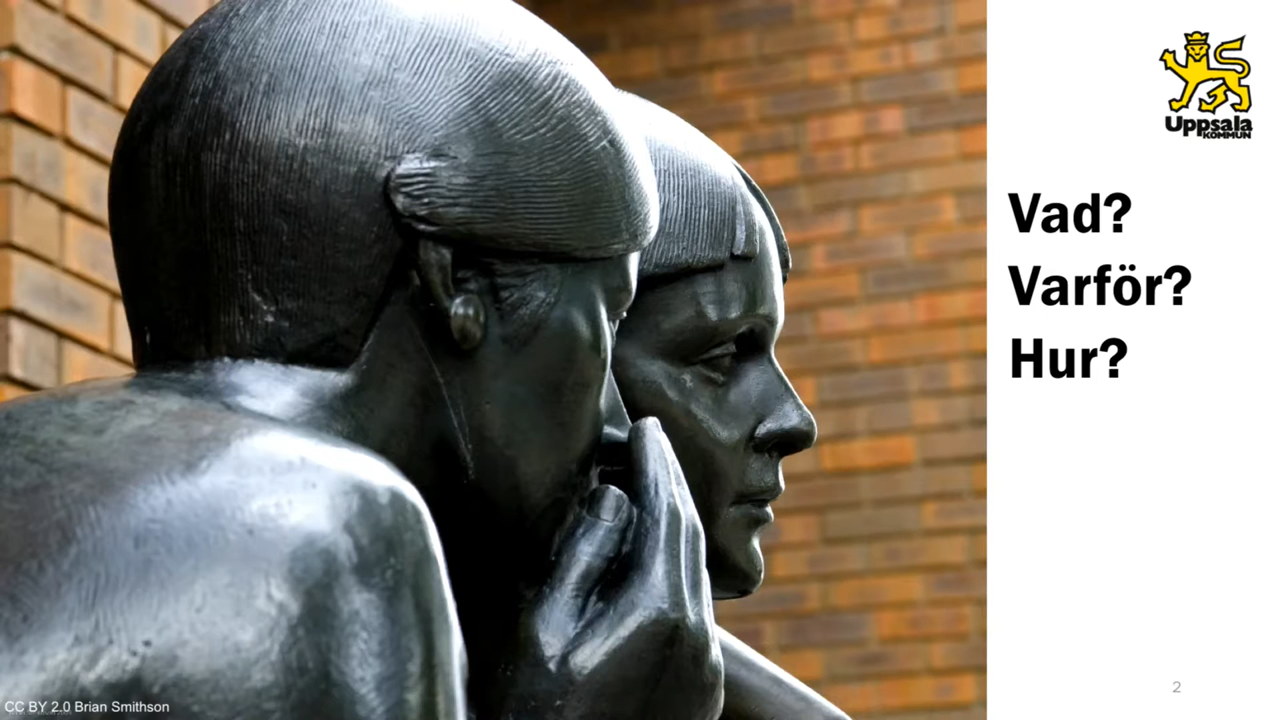 Uppsala
KOMMUN
Vad?
Varför?
Hur?
2
CC BY 2.0 Brian Smithson